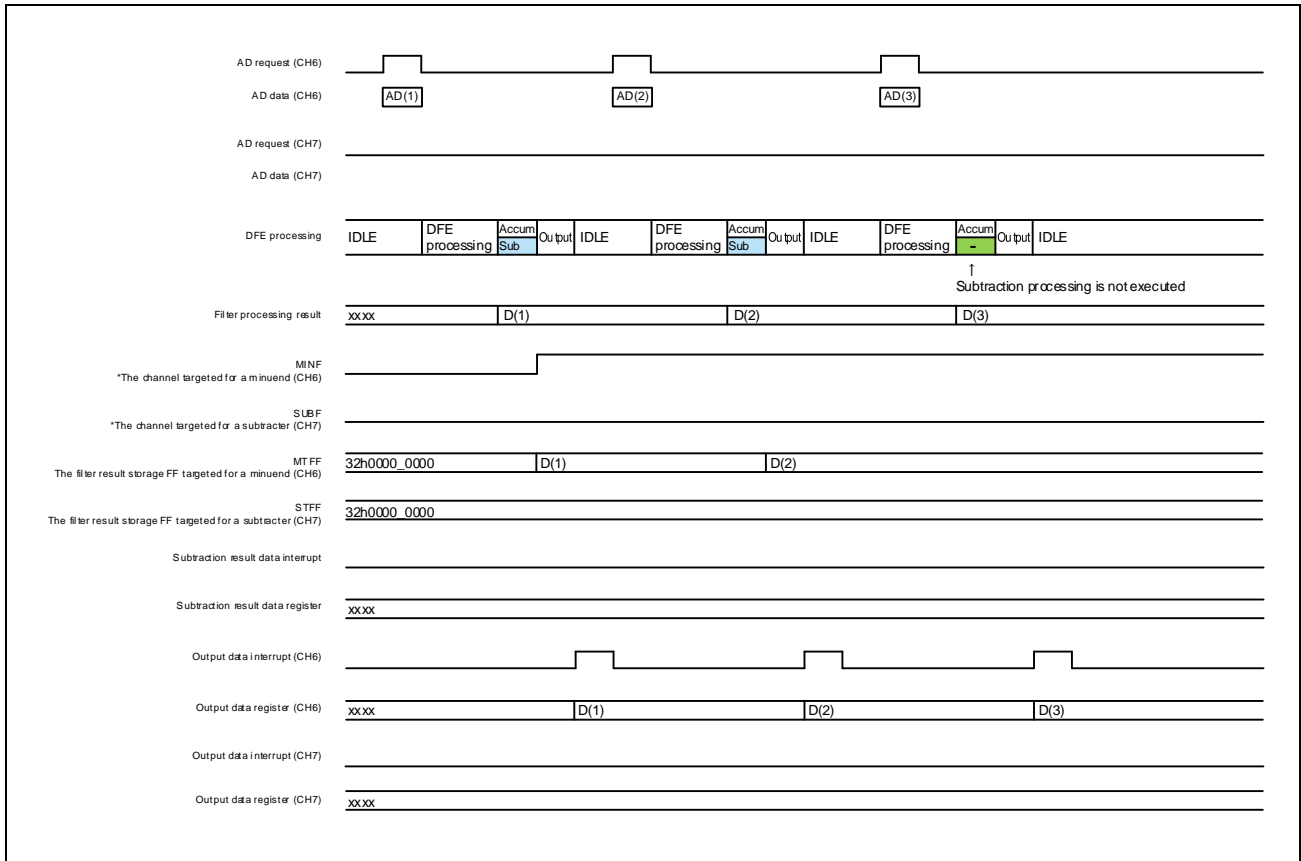 AD request (CH6)
AD data (CH6) AD(1) AD(2) AD(3)
AD request (CH7)
AD data (CH7)
DFE processing IDLE DFE processing Accum Sub Output IDLE DFE processing Accum Sub Output IDLE DFE processing Accum - Output IDLE
↑
Subtraction processing is not executed
Filter processing result xxxx D(1) D(2) D(3)
MINF
*The channel targeted for a minuend (CH6)
SUBF
*The channel targeted for a subtracter (CH7)
MTFF
The filter result storage FF targeted for a minuend (CH6) 32h0000_0000 D(1) D(2)
STFF
The filter result storage FF targeted for a subtracter (CH7) 32h0000_0000
Subtraction result data interrupt
Subtraction result data register xxxx
Output data interrupt (CH6)
Output data register (CH6) xxxx D(1) D(2) D(3)
Output data interrupt (CH7)
Output data register (CH7) xxxx